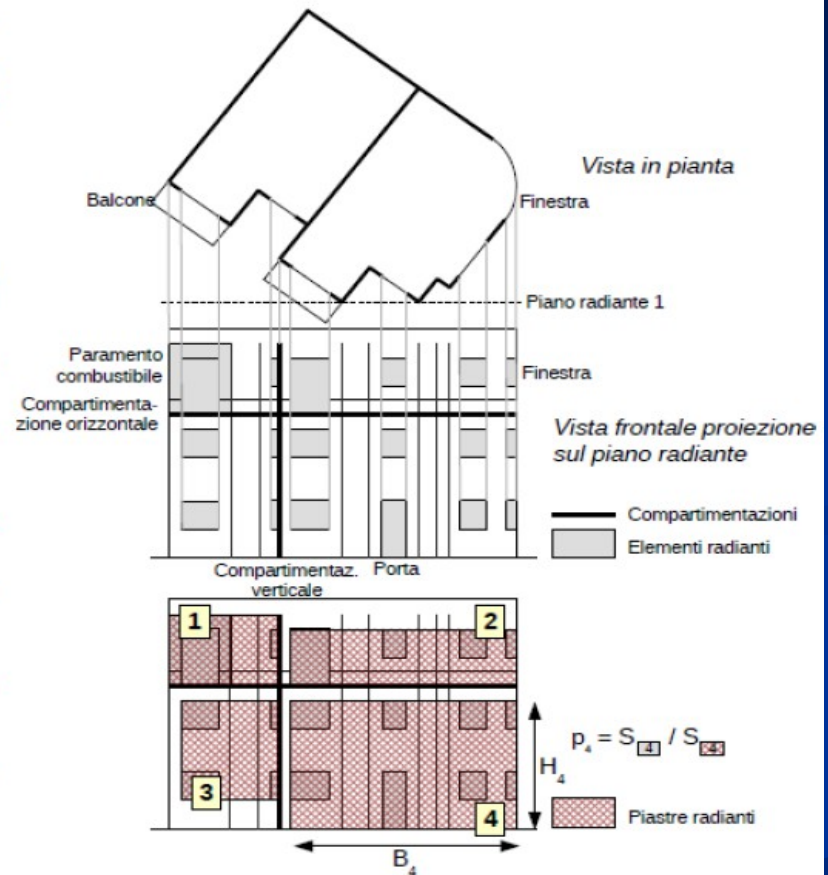 Vista in pianta
Balcone
Finestra
Piano radiante 1
Paramento
combustibile
Finestra
Compartimenta-
zione orizzontale
Vista frontale proiezione
sul piano radiante
Compartimentazioni
Elementi radianti
Compartimentaz.
verticale
Porta
1
2
p4 = S4 / S4
H4
3
4
Piastre radianti
B4